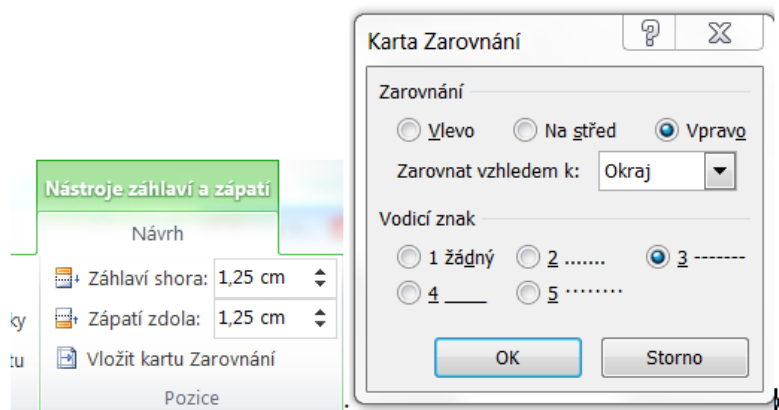 Nástroje záhlaví a zápatí
Návrh
Záhlaví shora: 1,25 cm
ky
Zápatí zdola: 1,25 cm
tu
Vložit kartu Zarovnání
Pozice
.
Karta Zarovnání
Zarovnání
Vlevo Na střed Vpravo
Zarovnat vzhledem k: Okraj
Vodicí znak
1 žádný 2 ....... 3 -------
4 ____ 5 ········
OK Storno